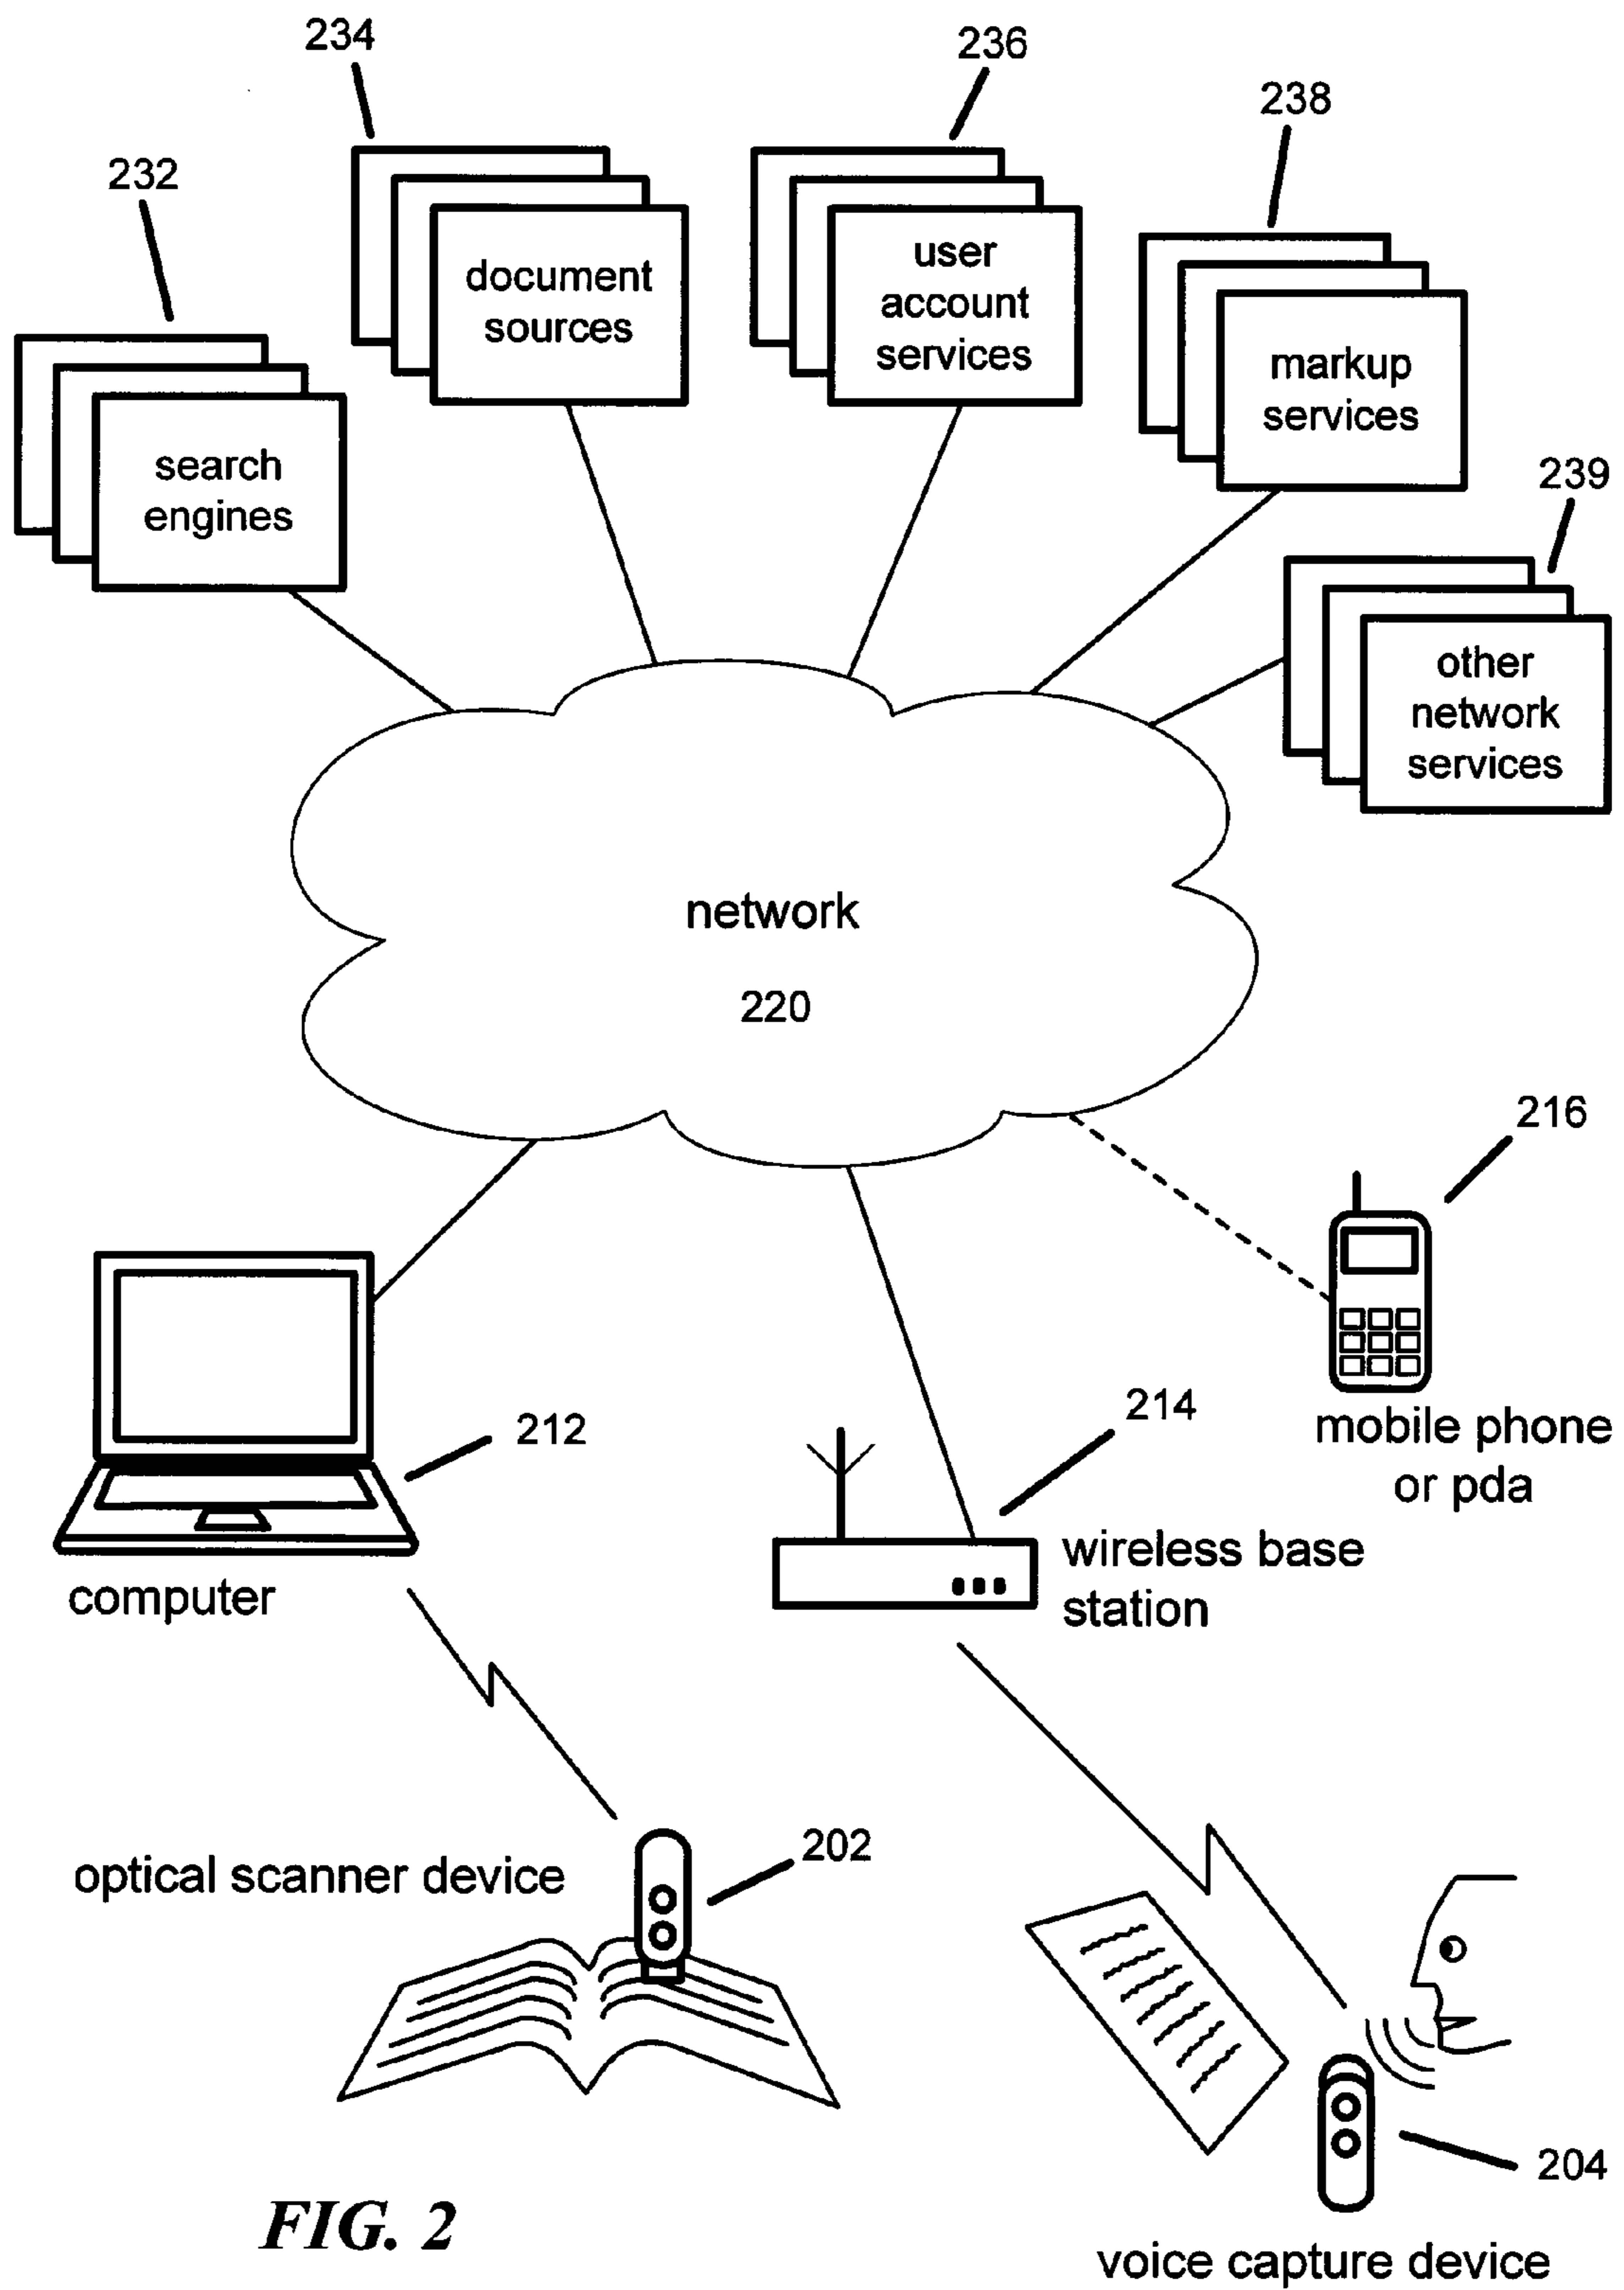 234
236
238
232
document
sources
user
account
services
markup
services
239
search
engines
other
network
services
network
220
216
mobile phone
or pda
214
212
wireless base
station
computer
202
optical scanner device
204
FIG. 2
voice capture device